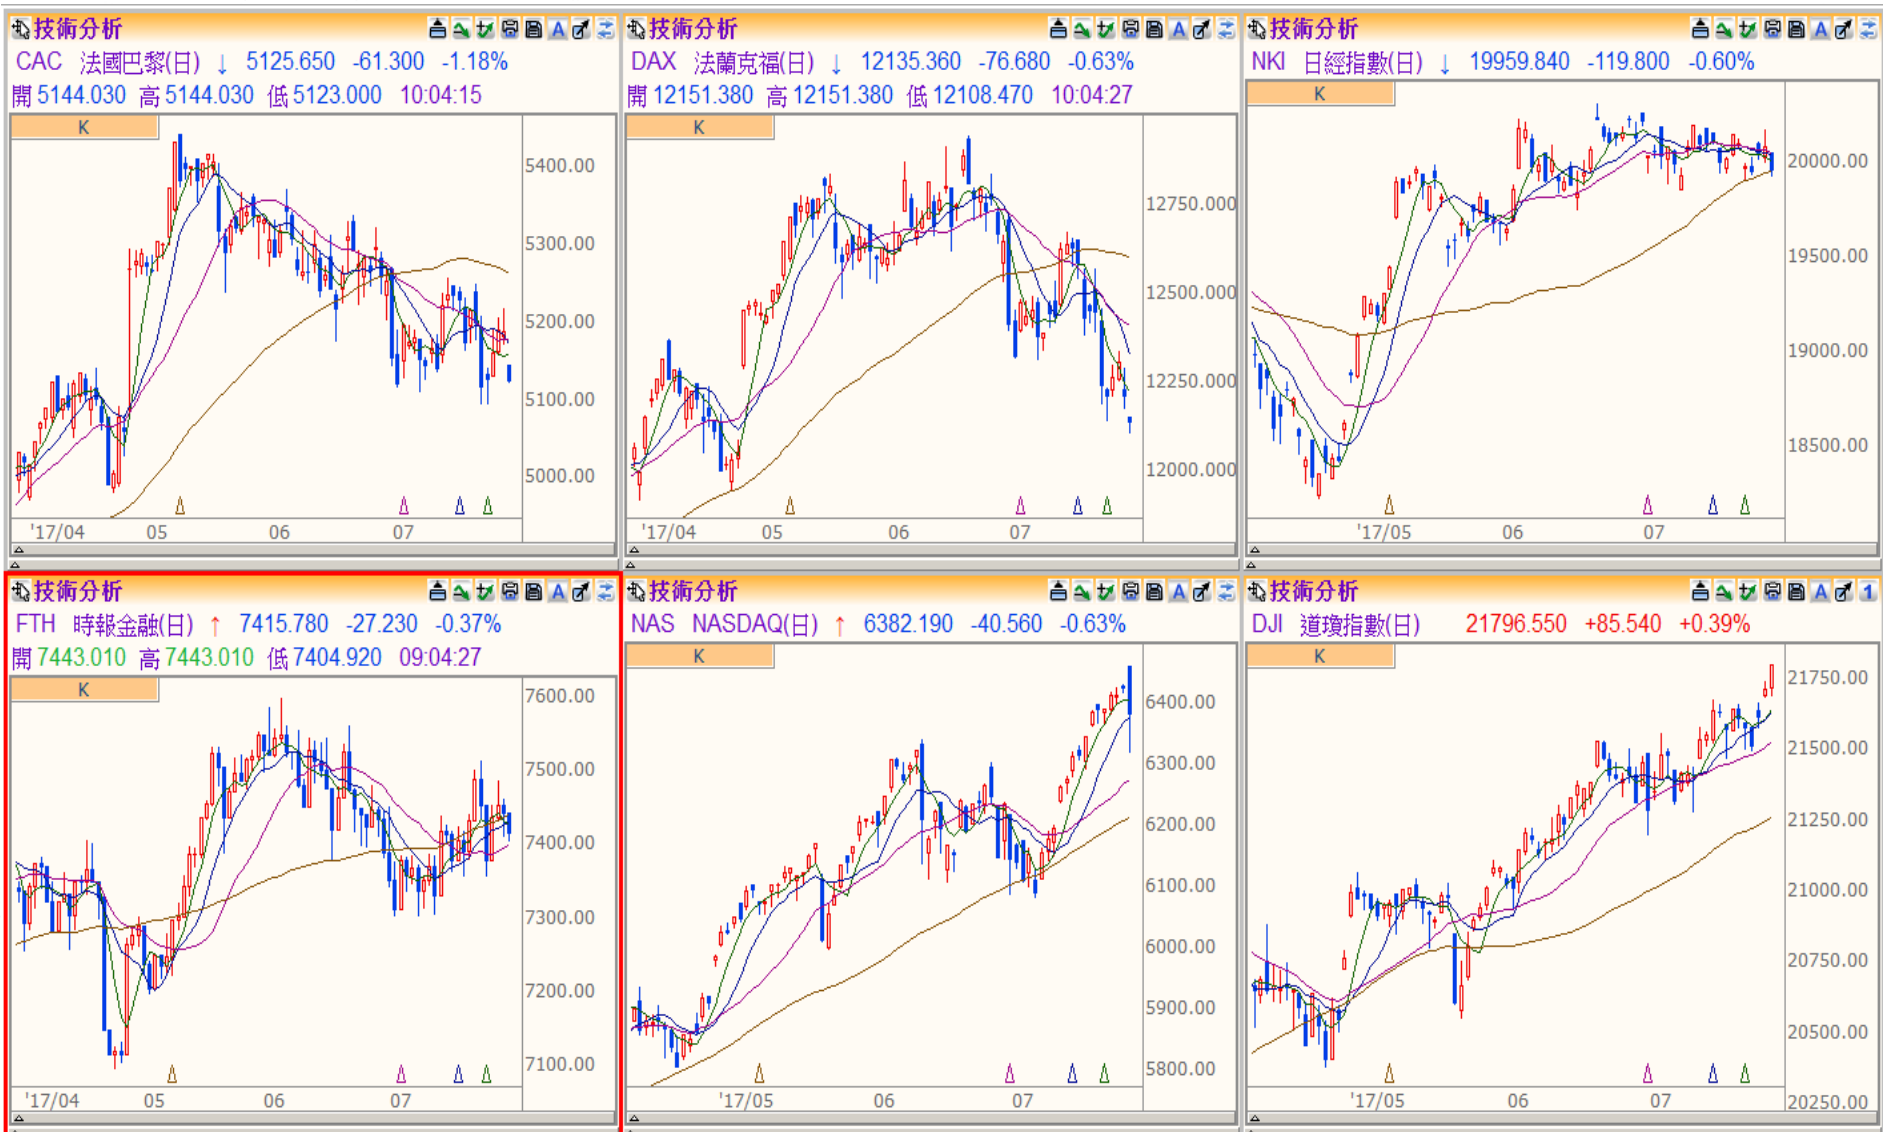 技術分析
CAC 法國巴黎(日) ↓ 5125.650 -61.300 -1.18%
開 5144.030 高 5144.030 低 5123.000 10:04:15
K
5400.00
5300.00
5200.00
5100.00
5000.00
'17/04 05 06 07
技術分析
DAX 法蘭克福(日) ↓ 12135.360 -76.680 -0.63%
開 12151.380 高 12151.380 低 12108.470 10:04:27
K
12750.000
12500.000
12250.000
12000.000
'17/04 05 06 07
技術分析
NKI 日經指數(日) ↓ 19959.840 -119.800 -0.60%
K
20000.00
19500.00
19000.00
18500.00
'17/05 06 07
技術分析
FTH 時報金融(日) ↑ 7415.780 -27.230 -0.37%
開 7443.010 高 7443.010 低 7404.920 09:04:27
K
7600.00
7500.00
7400.00
7300.00
7200.00
7100.00
'17/04 05 06 07
技術分析
NAS NASDAQ(日) ↑ 6382.190 -40.560 -0.63%
K
6400.00
6300.00
6200.00
6100.00
6000.00
5900.00
5800.00
'17/05 06 07
技術分析
DJI 道瓊指數(日) 21796.550 +85.540 +0.39%
K
21750.00
21500.00
21250.00
21000.00
20750.00
20500.00
20250.00
'17/05 06 07